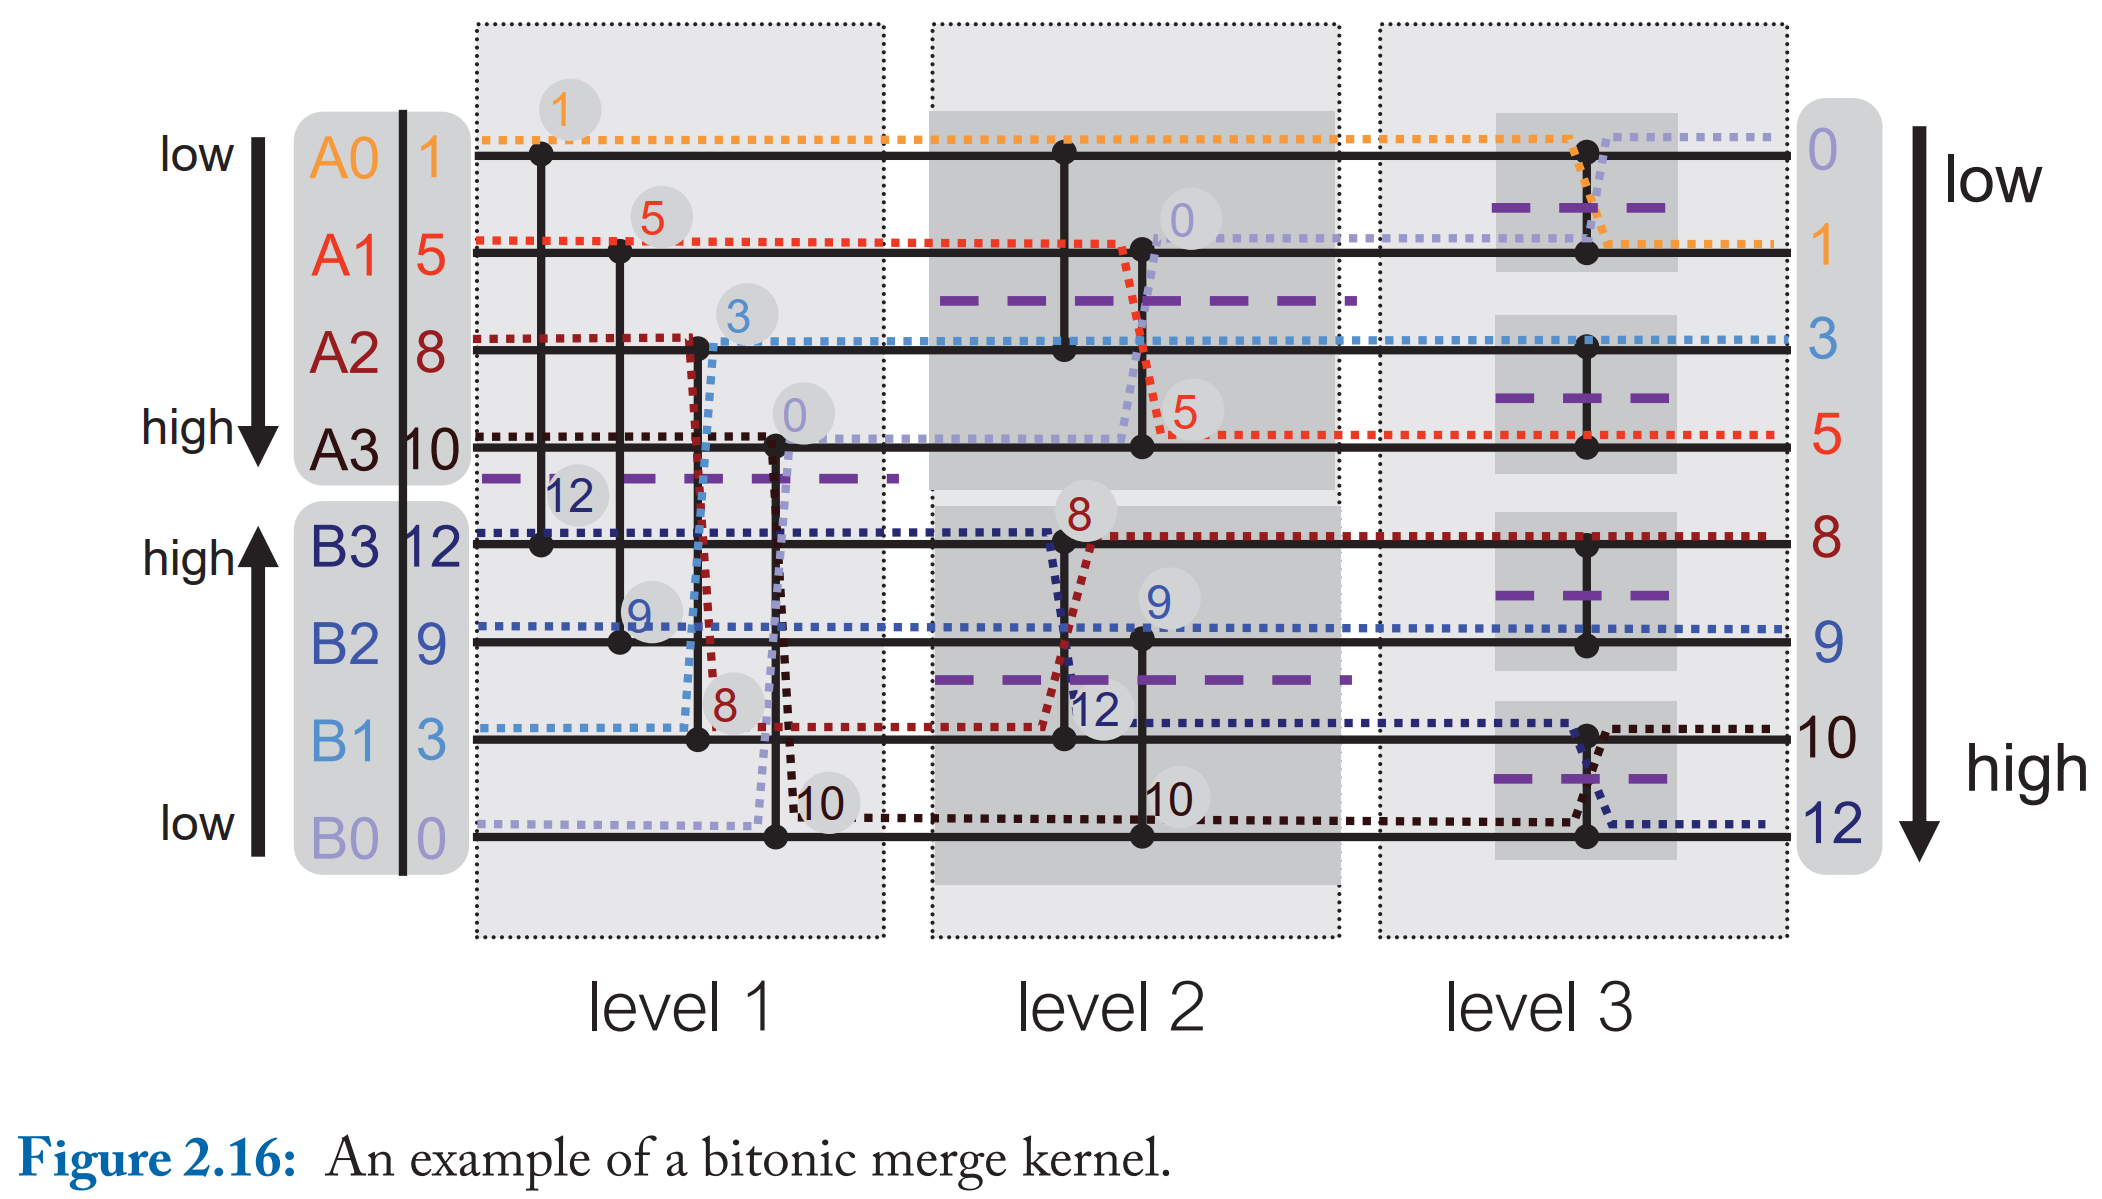 1
low A0 1 0 low
5 0
A1 5 1
3
A2 8 3
0 5
high A3 10 5
12 8
high B3 12 8
9 9
B2 9 9
8 12
B1 3 10 high
10 10
low B0 0 12
level 1 level 2 level 3
Figure 2.16: An example of a bitonic merge kernel.